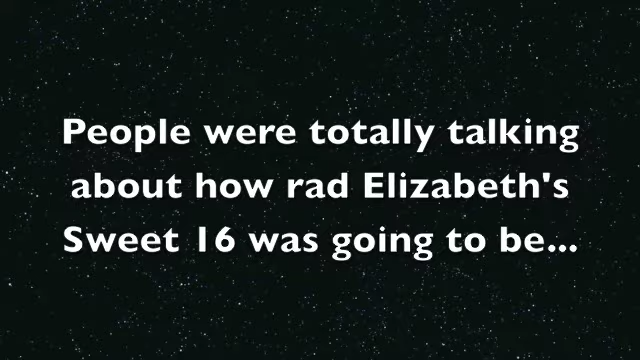 People were totally talking
about how rad Elizabeth's
Sweet 16 was going to be...